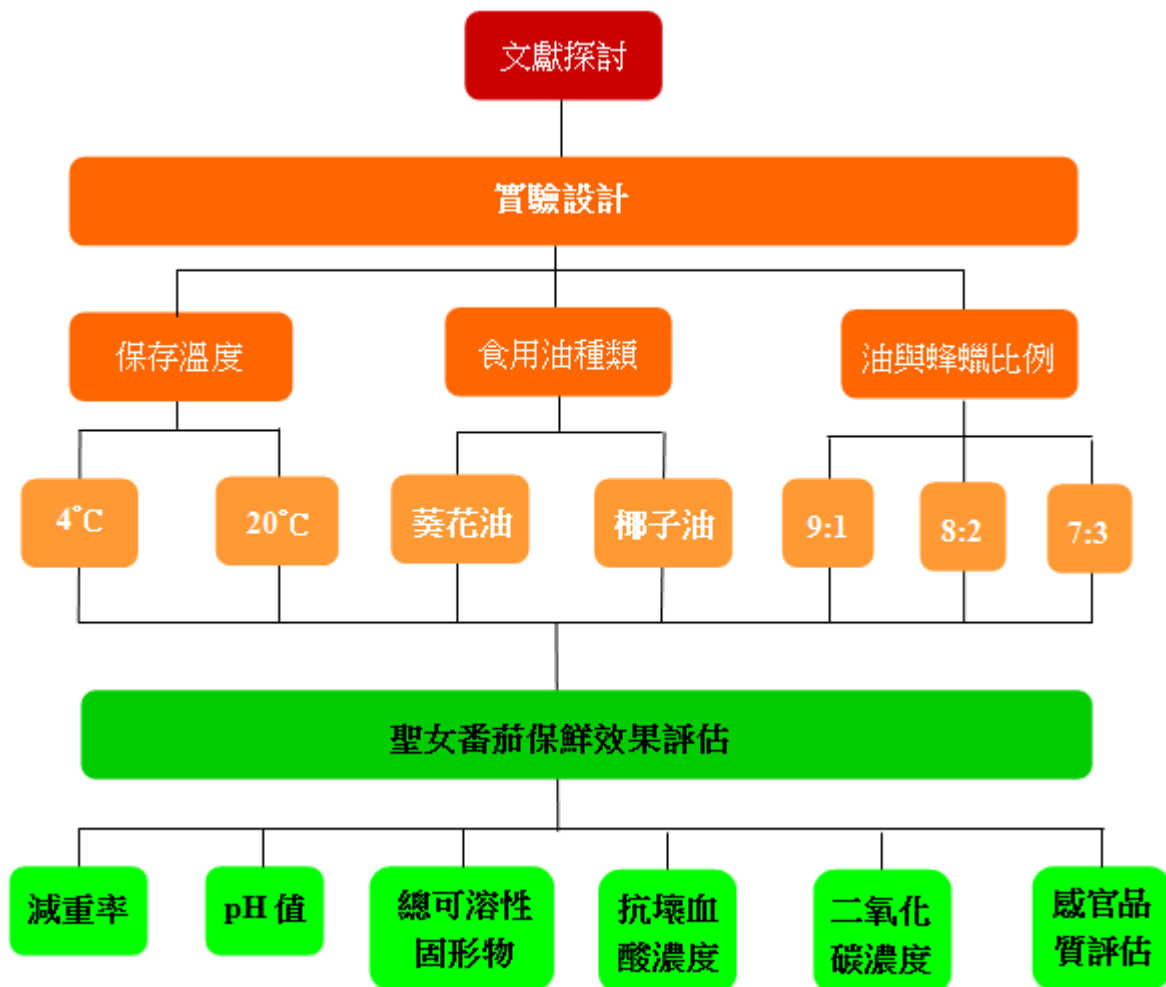 文獻探討
實驗設計
保存溫度
食用油種類
油與蜂蠟比例
4°C
20°C
葵花油
椰子油
9:1
8:2
7:3
聖女番茄保鮮效果評估
減重率
pH 值
總可溶性
固形物
抗壞血
酸濃度
二氧化
碳濃度
感官品
質評估